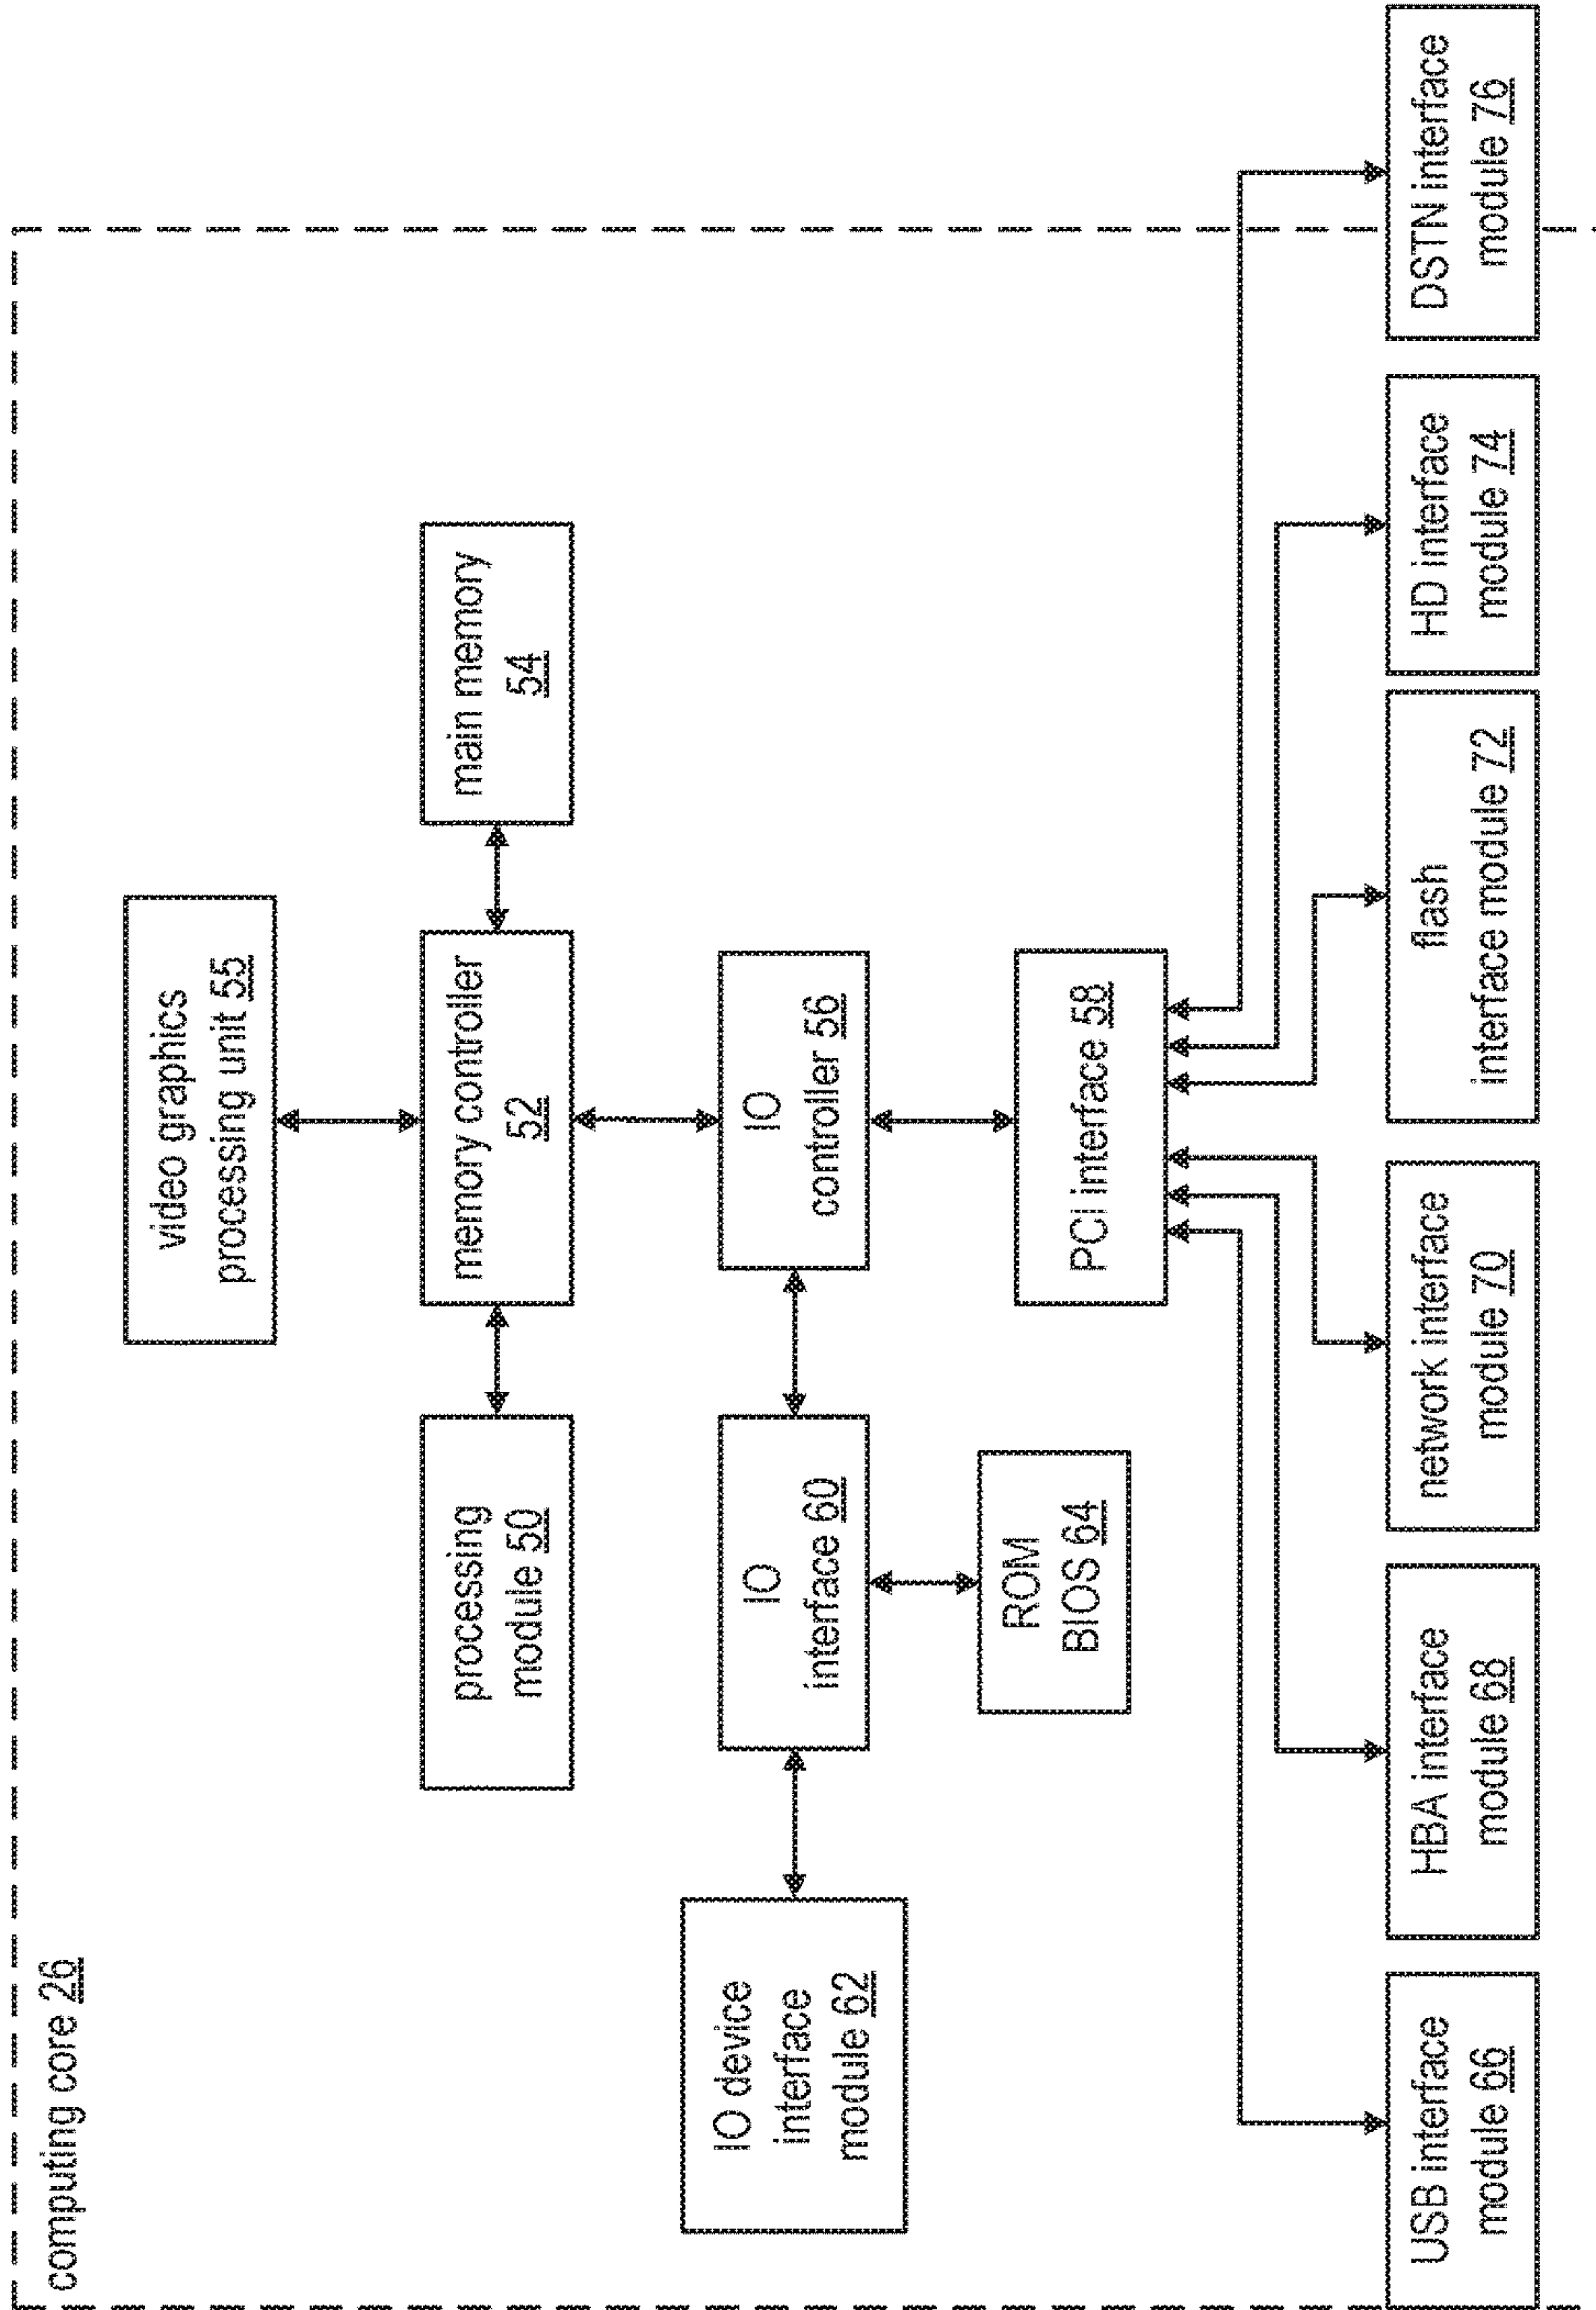 computing core 26
video graphics
processing unit 55
processing
module 50
memory controller
52
main memory
54
IO device
interface
module 62
IO
interface 60
IO
controller 56
ROM
BIOS 64
PCI interface 58
USB interface
module 66
HBA interface
module 68
network interface
module 70
flash
interface module 72
HD interface
module 74
DSTN interface
module 76